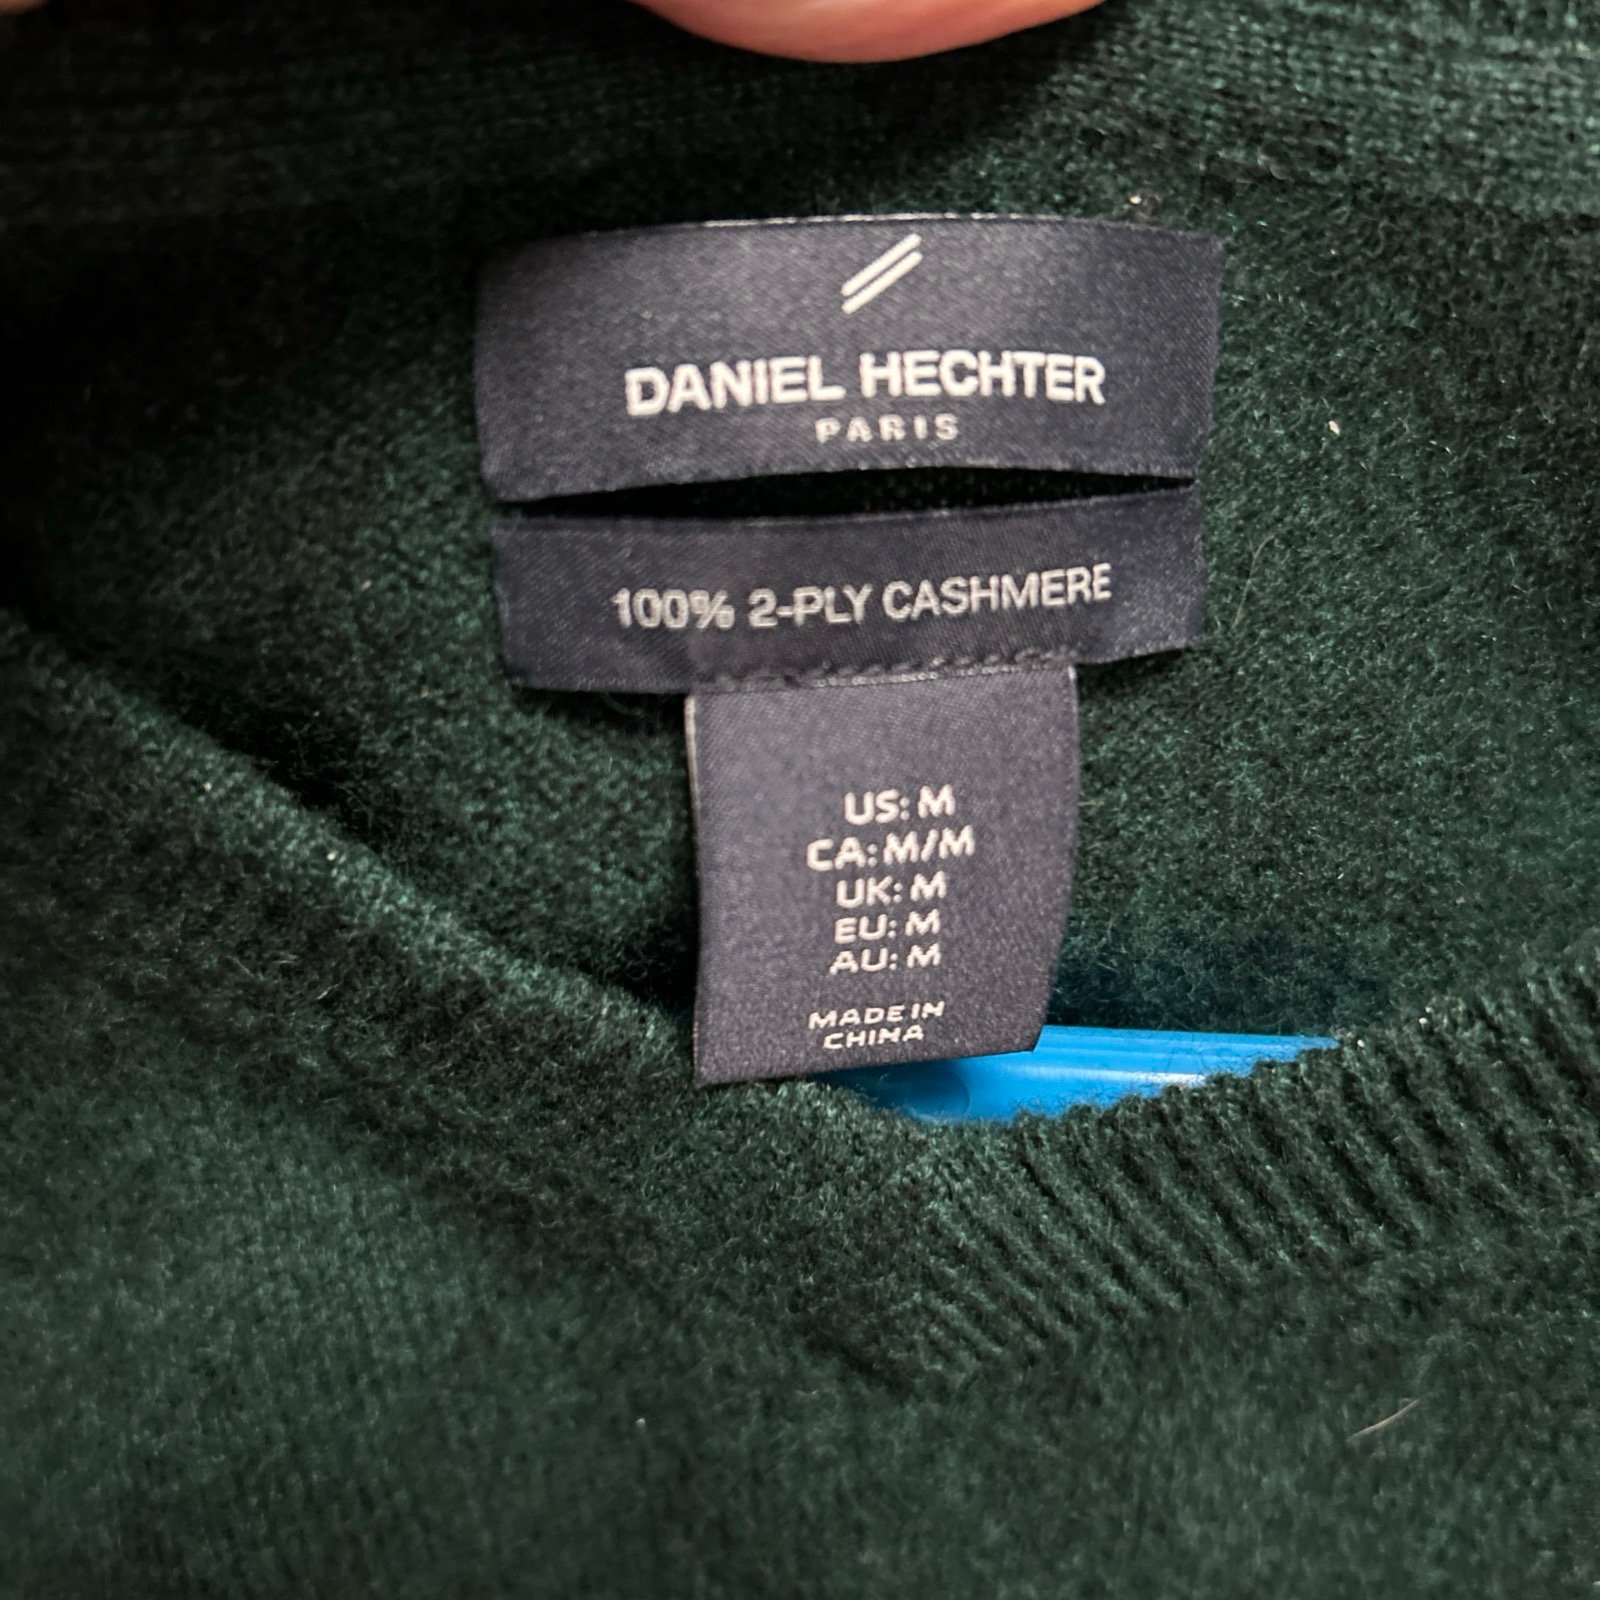 DANIEL HECHTER
PARIS
100% 2-PLY CASHMERE
US: M
CA: M/M
UK: M
EU: M
AU: M
MADE IN
CHINA